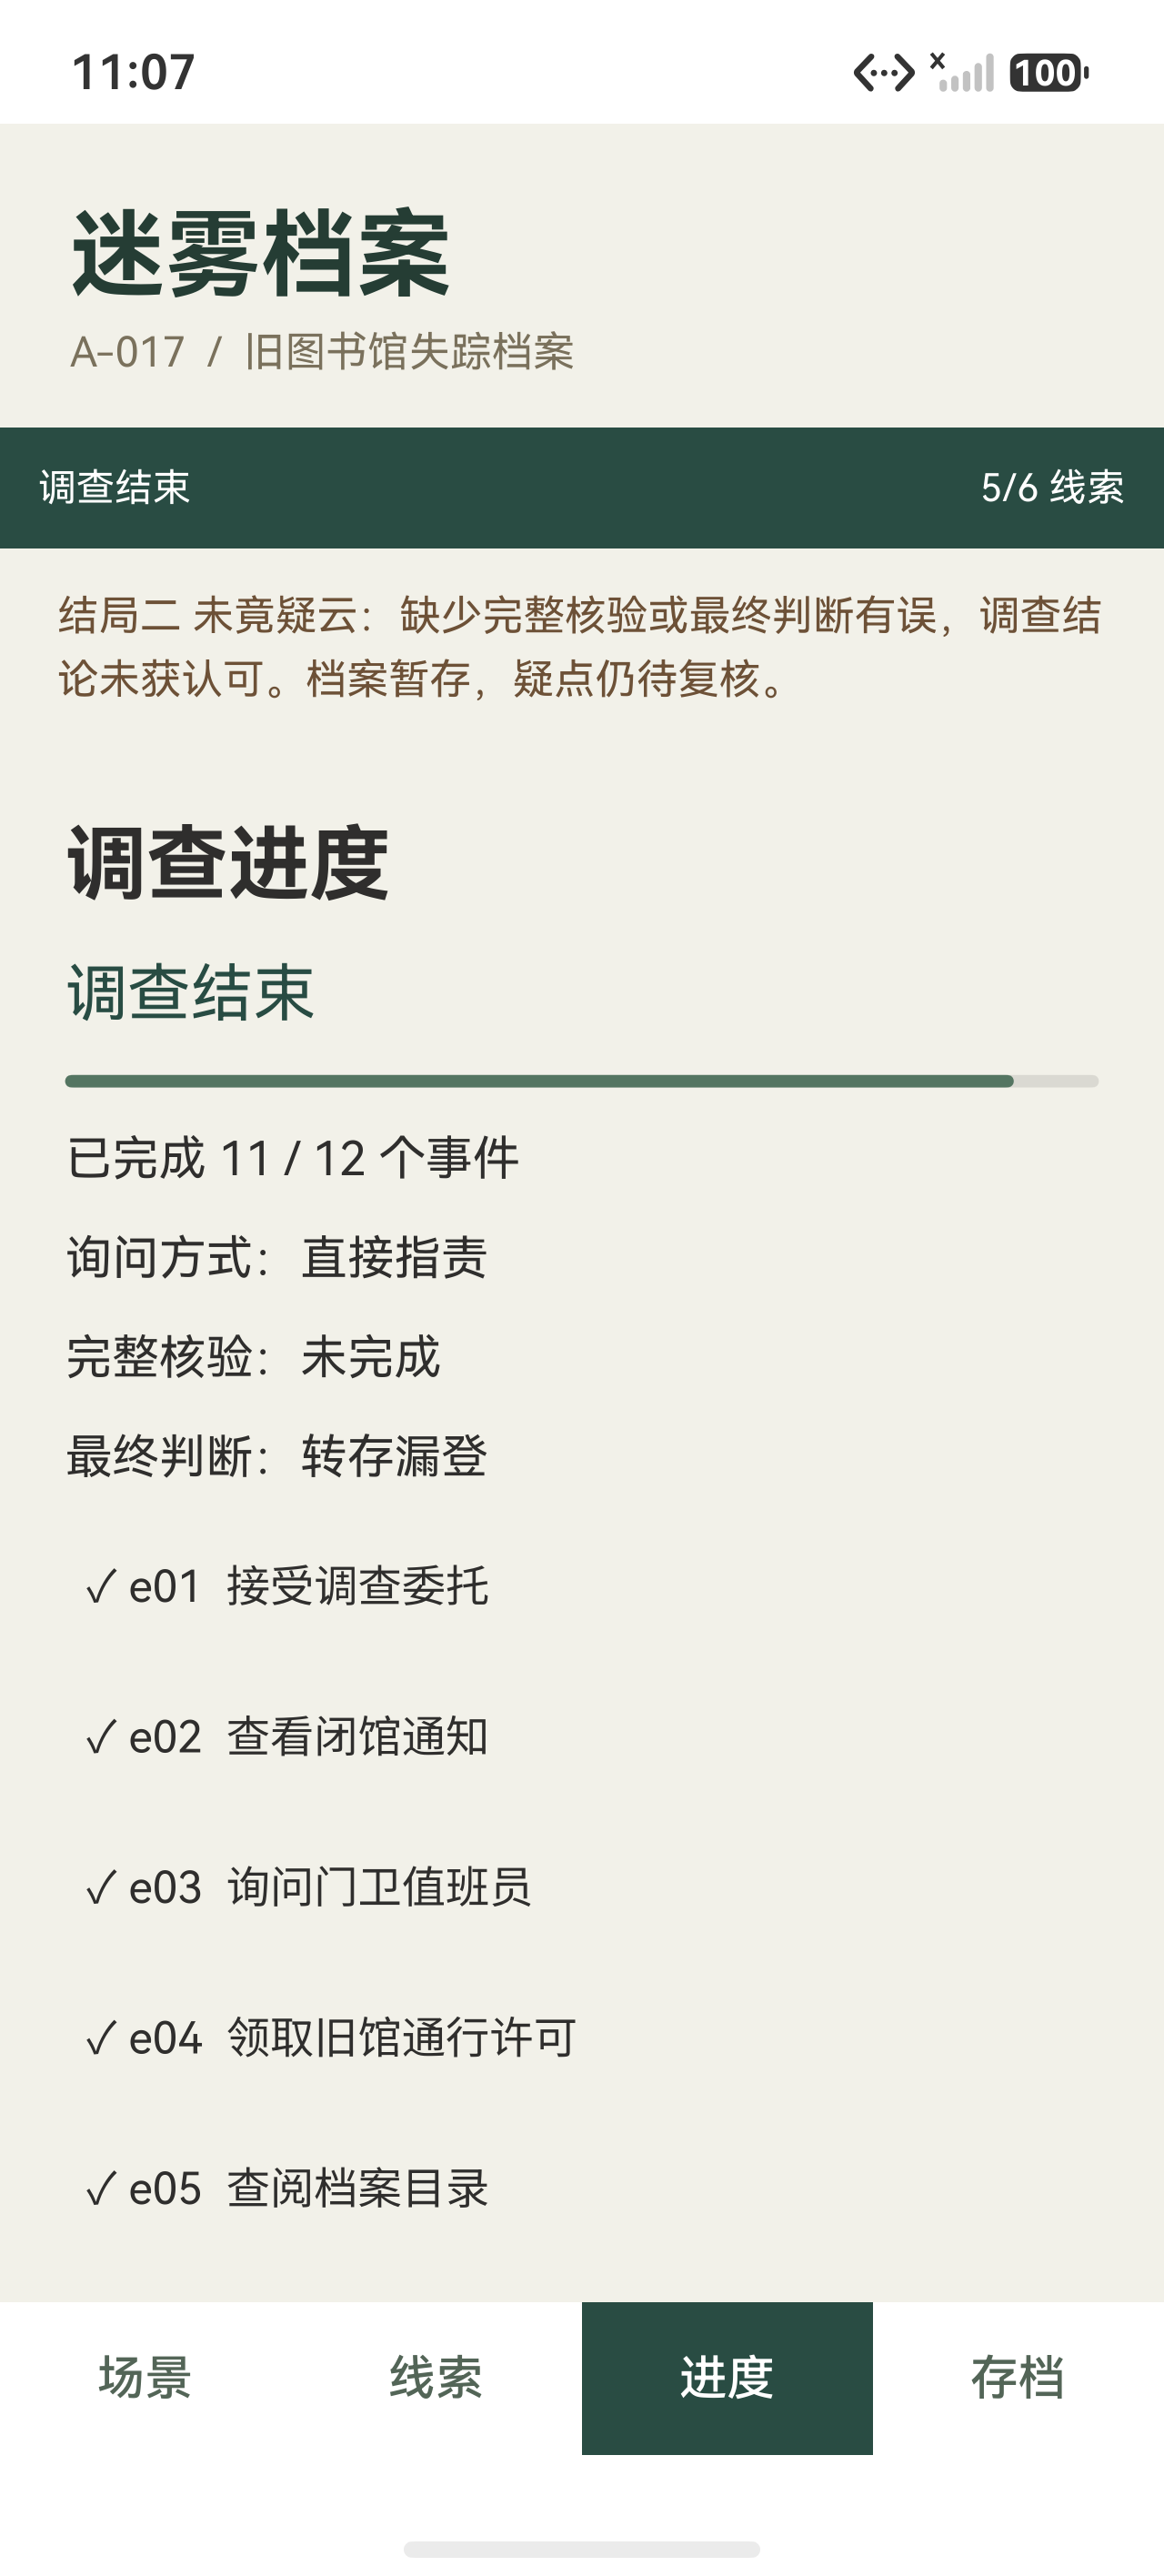 11:07
100
迷雾档案
A-017 / 旧图书馆失踪档案
调查结束
5/6 线索
结局二 未竟疑云：缺少完整核验或最终判断有误，调查结
论未获认可。档案暂存，疑点仍待复核。
调查进度
调查结束
已完成 11 / 12 个事件
询问方式：直接指责
完整核验：未完成
最终判断：转存漏登
✓ e01 接受调查委托
✓ e02 查看闭馆通知
✓ e03 询问门卫值班员
✓ e04 领取旧馆通行许可
✓ e05 查阅档案目录
场景
线索
进度
存档